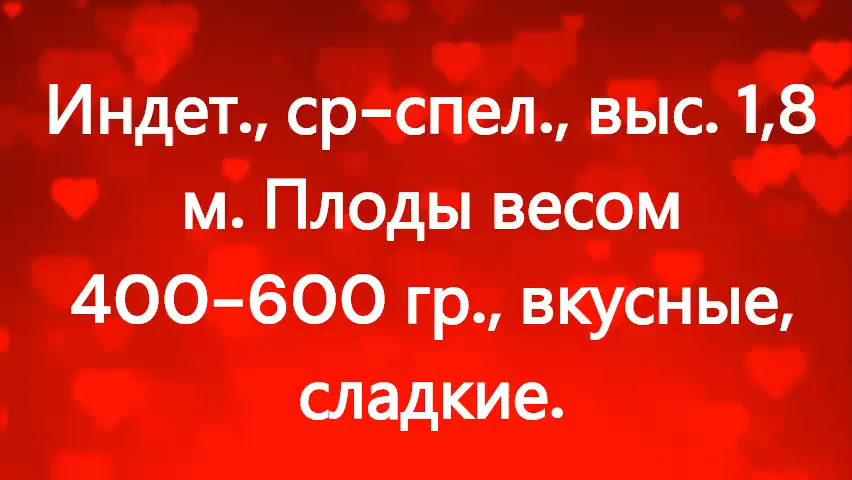 Индет., ср-спел., выс. 1,8
м. Плоды весом
400-600 гр., вкусные,
сладкие.